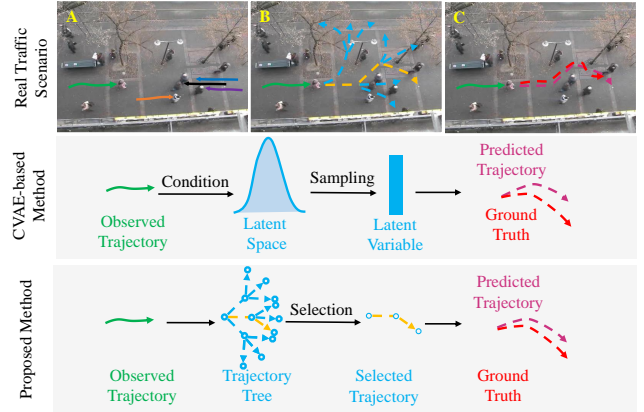 Real Traffic
Scenario
A
B
C
CVAE-based
Method
Condition
Sampling
Observed
Trajectory
Latent
Space
Latent
Variable
Predicted
Trajectory
Ground
Truth
Proposed Method
Selection
Observed
Trajectory
Trajectory
Tree
Selected
Trajectory
Predicted
Trajectory
Ground
Truth